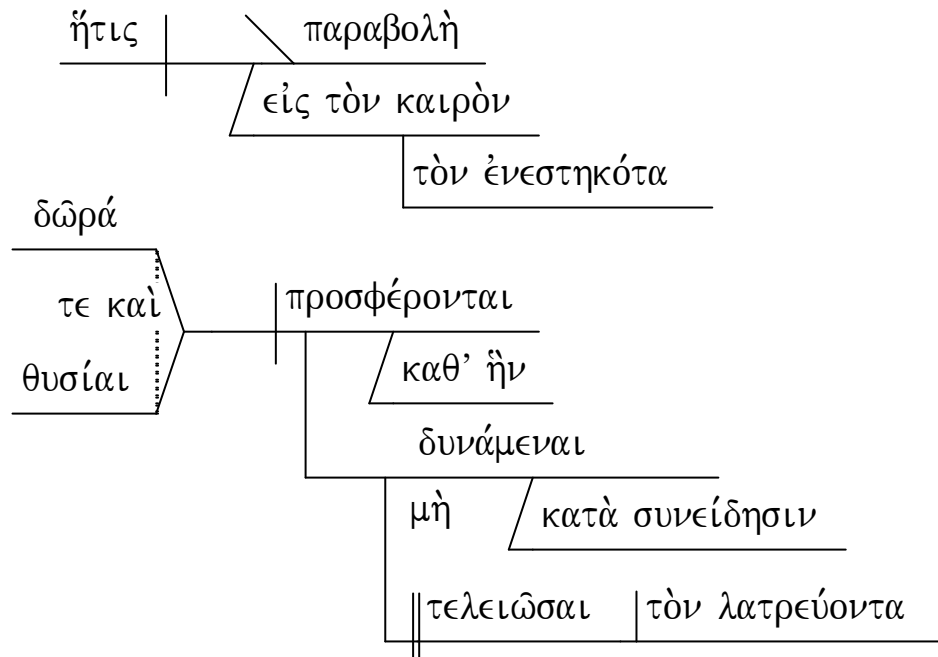 ἥτις παραβολὴ
εἰς τὸν καιρὸν
τὸν ἐνεστηκότα
δῶρά
τε καὶ προσφέρονται
θυσίαι καθ’ ἣν
δυνάμεναι
μὴ κατὰ συνείδησιν
τελειῶσαι τὸν λατρεύοντα